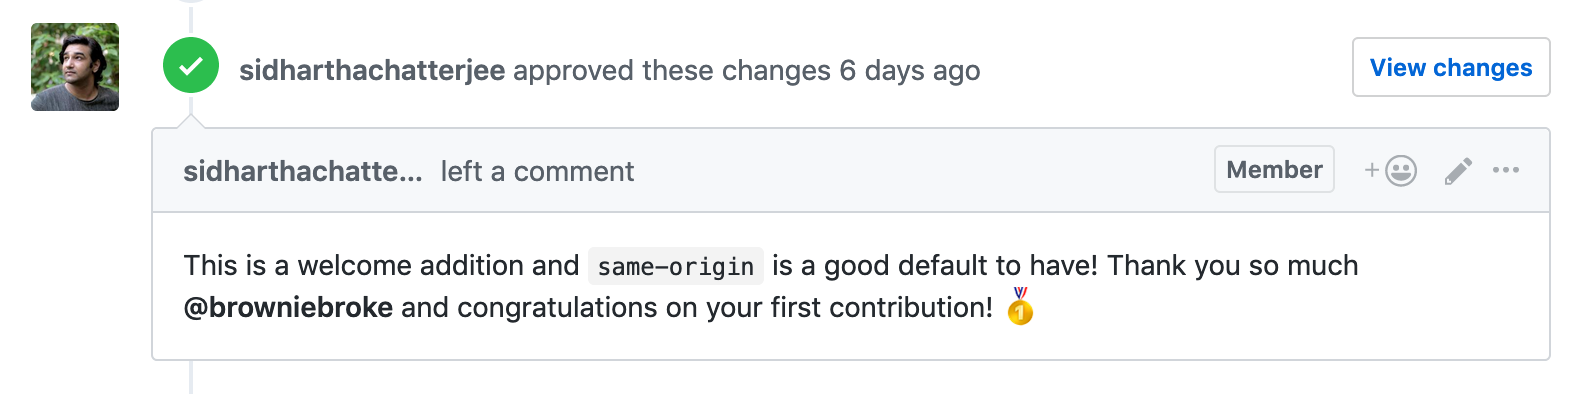 sidharthachatterjee approved these changes 6 days ago
View changes
sidharthachatte... left a comment
Member
This is a welcome addition and same-origin is a good default to have! Thank you so much
@browniebroke and congratulations on your first contribution! 🥇